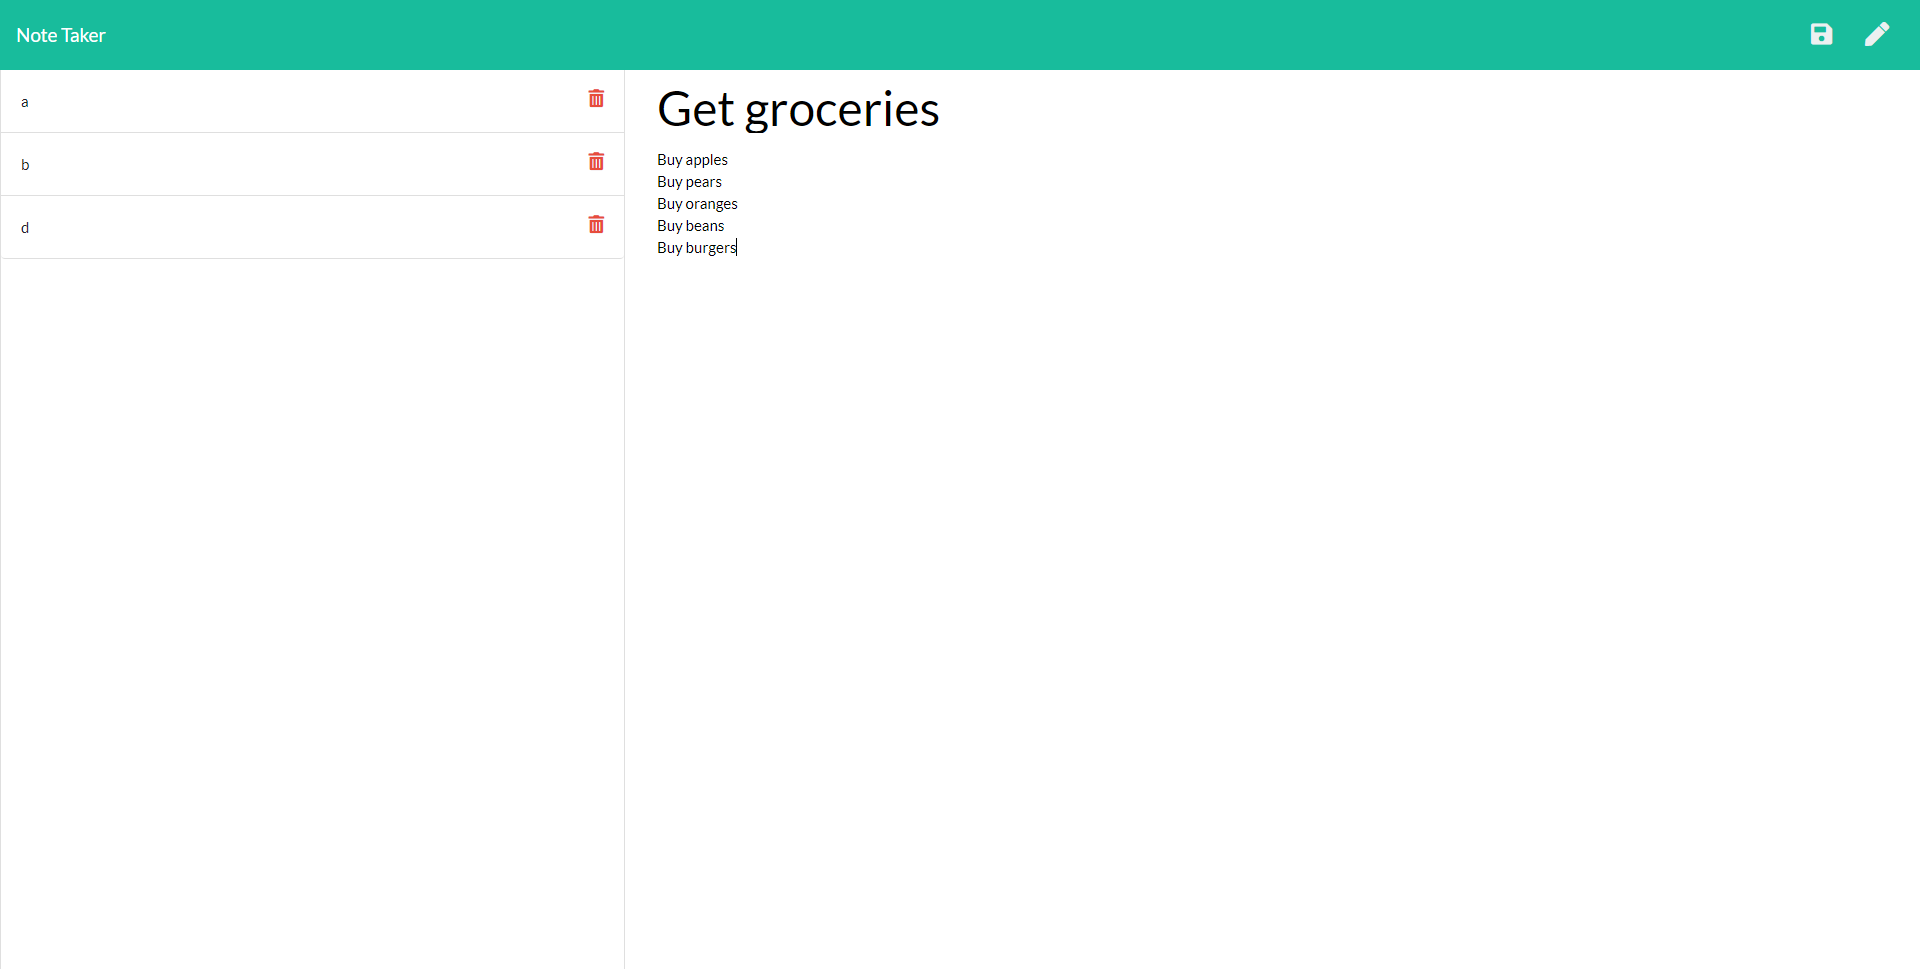 Note Taker
a
b
d
Get groceries
Buy apples
Buy pears
Buy oranges
Buy beans
Buy burgers